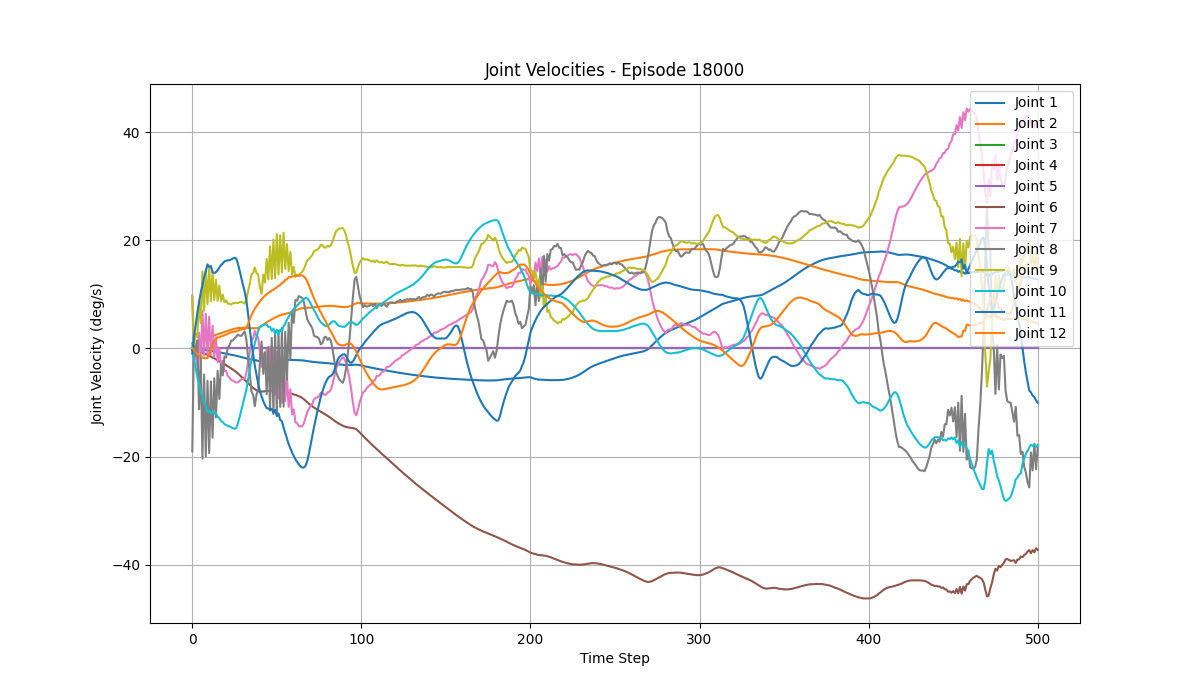 Joint Velocities - Episode 18000
Joint Velocity (deg/s)
40
20
0
−20
−40
0 100 200 300 400 500
Time Step
Joint 1
Joint 2
Joint 3
Joint 4
Joint 5
Joint 6
Joint 7
Joint 8
Joint 9
Joint 10
Joint 11
Joint 12